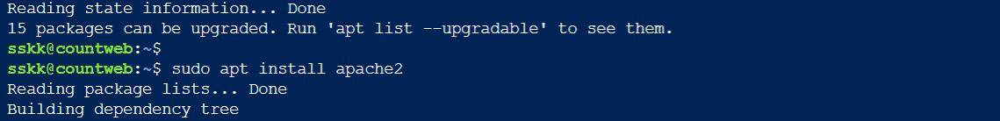 Reading state information... Done
15 packages can be upgraded. Run 'apt list --upgradable' to see them.
sskk@countweb:~$
sskk@countweb:~$ sudo apt install apache2
Reading package lists... Done
Building dependency tree